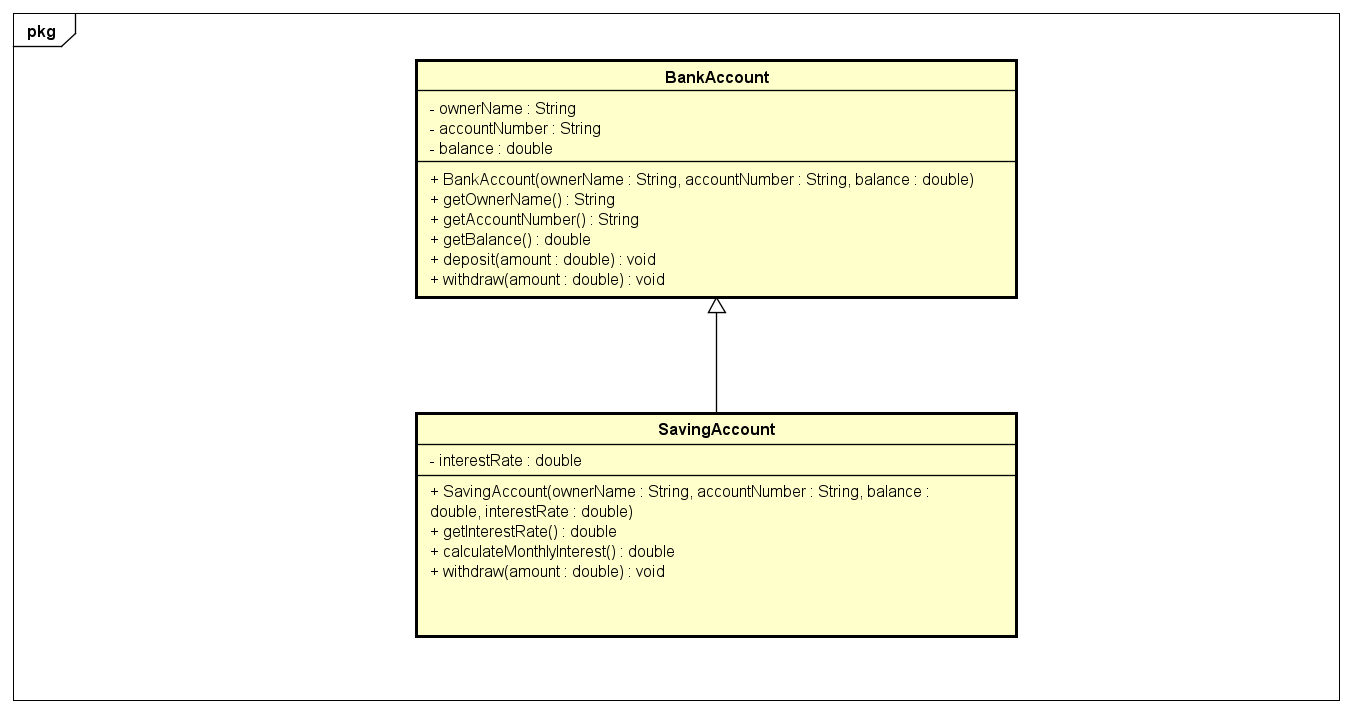 pkg
BankAccount
- ownerName : String
- accountNumber : String
- balance : double
+ BankAccount(ownerName : String, accountNumber : String, balance : double)
+ getOwnerName() : String
+ getAccountNumber() : String
+ getBalance() : double
+ deposit(amount : double) : void
+ withdraw(amount : double) : void
SavingAccount
- interestRate : double
+ SavingAccount(ownerName : String, accountNumber : String, balance :
double, interestRate : double)
+ getInterestRate() : double
+ calculateMonthlyInterest() : double
+ withdraw(amount : double) : void